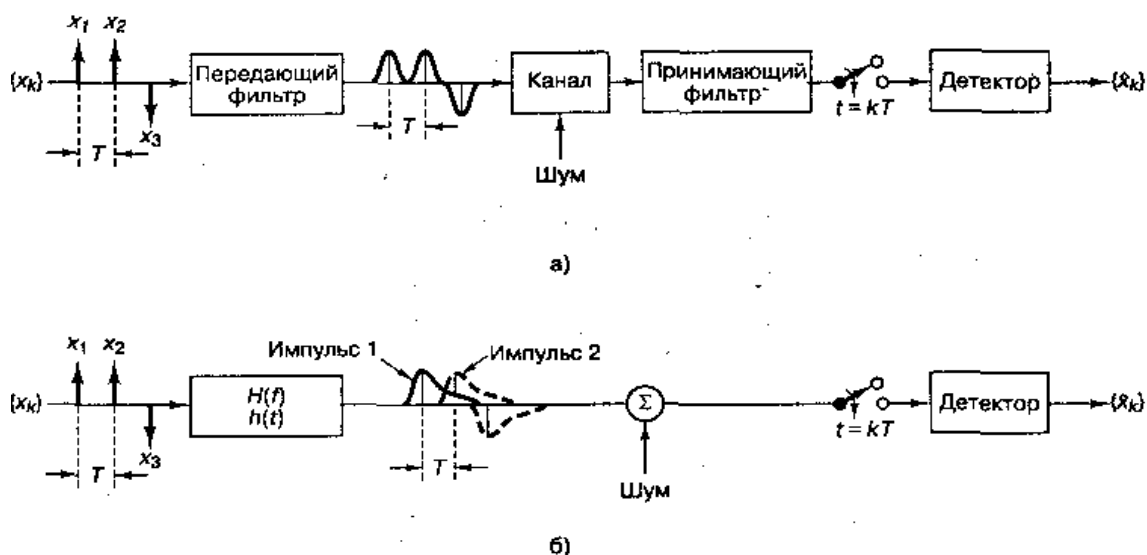 x1 x2
{xk} Передающий фильтр Канал Принимающий фильтр Детектор {x̂k}
x3 T T t = kT
Шум
а)
x1 x2 Импульс 1 Импульс 2
{xk} H(f) h(t) Σ Детектор {x̂k}
x3 T T t = kT
Шум
б)